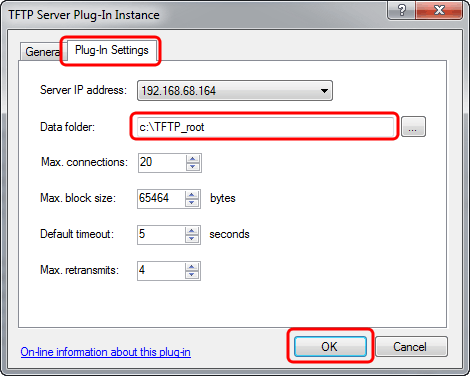 TFTP Server Plug-In Instance
General Plug-In Settings
Server IP address: 192.168.68.164
Data folder: c:\TFTP_root ...
Max. connections: 20
Max. block size: 65464 bytes
Default timeout: 5 seconds
Max. retransmits: 4
OK Cancel
On-line information about this plug-in